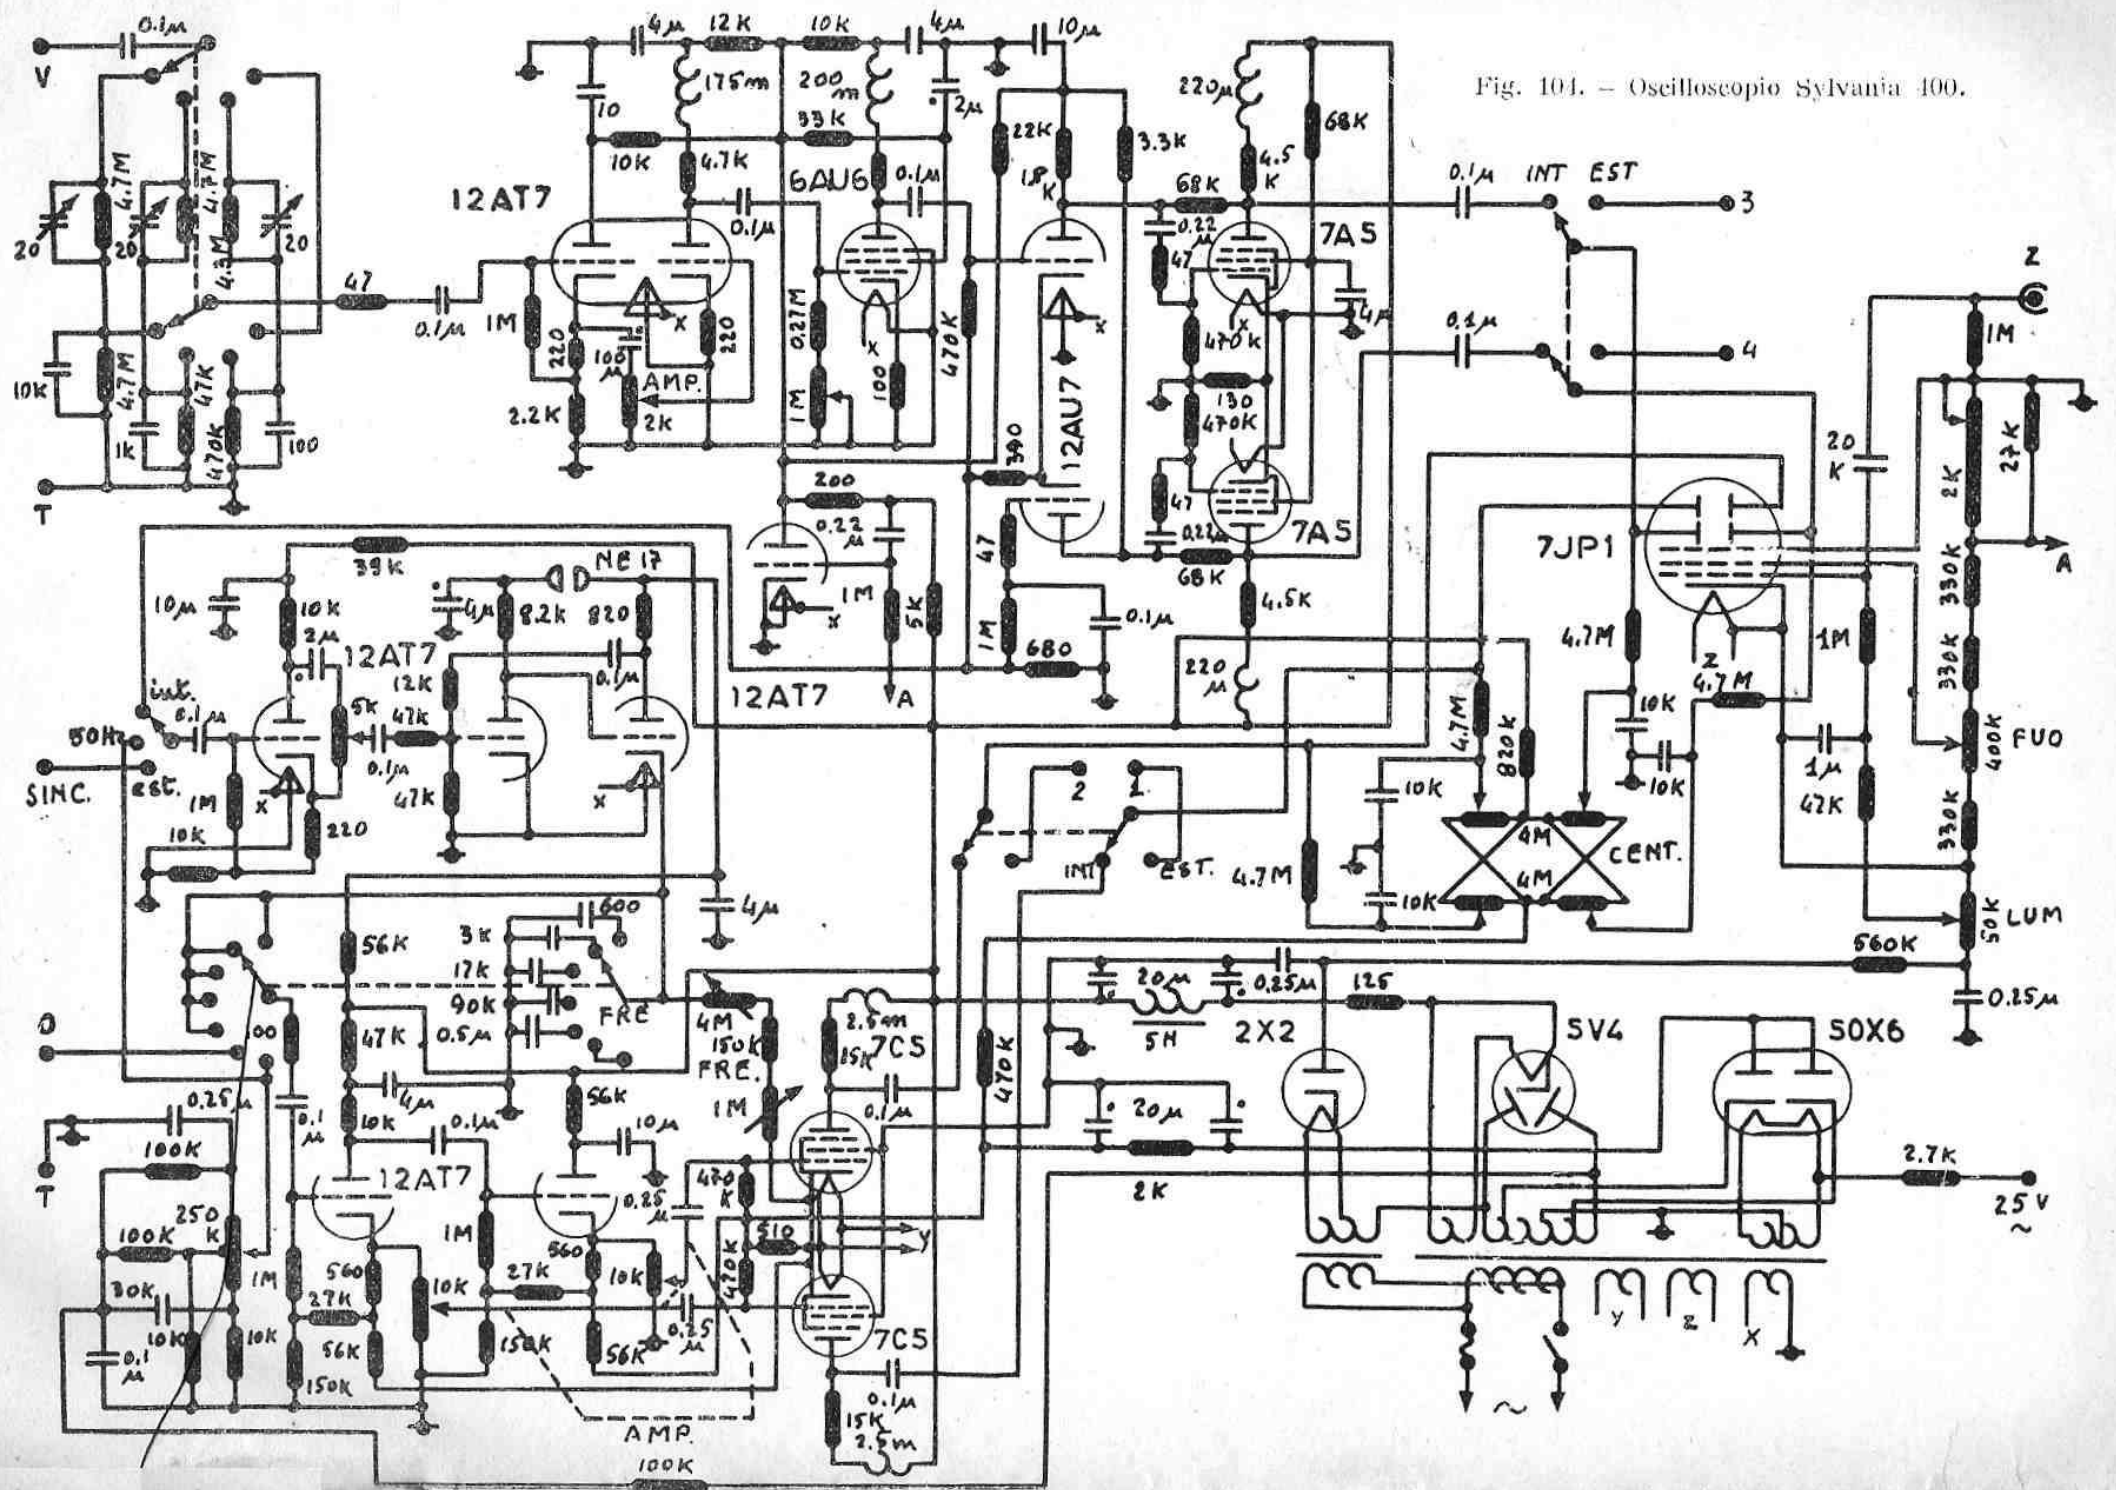 Fig. 104. – Oscilloscopio Sylvania 400.
0.1µ
V
4µ
12K
10K
4µ
10µ
175m
200 m
2µ
10
33K
10K
4.7K
6AU6
0.1µ
22K
18K
3.3K
220µ
68K
4.5K
68K
0.1µ
INT
EST
3
12AT7
4.7M
4.7M
4.3M
20
20
20
47
0.1µ
0.1µ
1M
220
100µ
AMP.
220
X
2.2K
2K
0.27M
1M
X
100
470K
X
12AU7
390
0.22µ
47
7A5
4µ
X
470K
130
470K
47
0.22µ
7A5
68K
4.5K
220µ
0.1µ
4
Z
1M
20K
2K
27K
A
10K
4.7M
1K
47K
470K
100
T
200
0.22µ
1M
5K
X
A
12AT7
47
1M
680
0.1µ
39K
10µ
10K
2µ
4µ
NE 17
8.2K
820
12AT7
12K
0.1µ
int.
0.1µ
5K
47K
50Hz
0.1µ
SINC.
est.
1M
X
47K
X
10K
220
7JP1
4.7M
Z
4.7M
1M
330K
330K
10K
10K
1µ
400K
FUO
47K
330K
4.7M
820K
10K
4M
CENT.
4M
10K
4.7M
2
1
INT
EST.
50K
LUM
560K
0.25µ
4µ
56K
600
3K
17K
90K
0.5µ
FRE
4M
150K
FRE.
1M
47K
4µ
10K
0.1µ
56K
10µ
O
0.1µ
0.25µ
100K
T
12AT7
250K
100K
30K
10K
0.1µ
10K
1M
27K
560
56K
150K
10K
1M
27K
150K
560
10K
56K
0.25µ
0.25µ
470K
510
470K
Y
AMP.
100K
2.5m
15K
7C5
0.1µ
7C5
0.1µ
15K
2.5m
470K
20µ
0.25µ
5H
125
2X2
5V4
50X6
20µ
2K
2.7K
25V
~
Y
Z
X
~